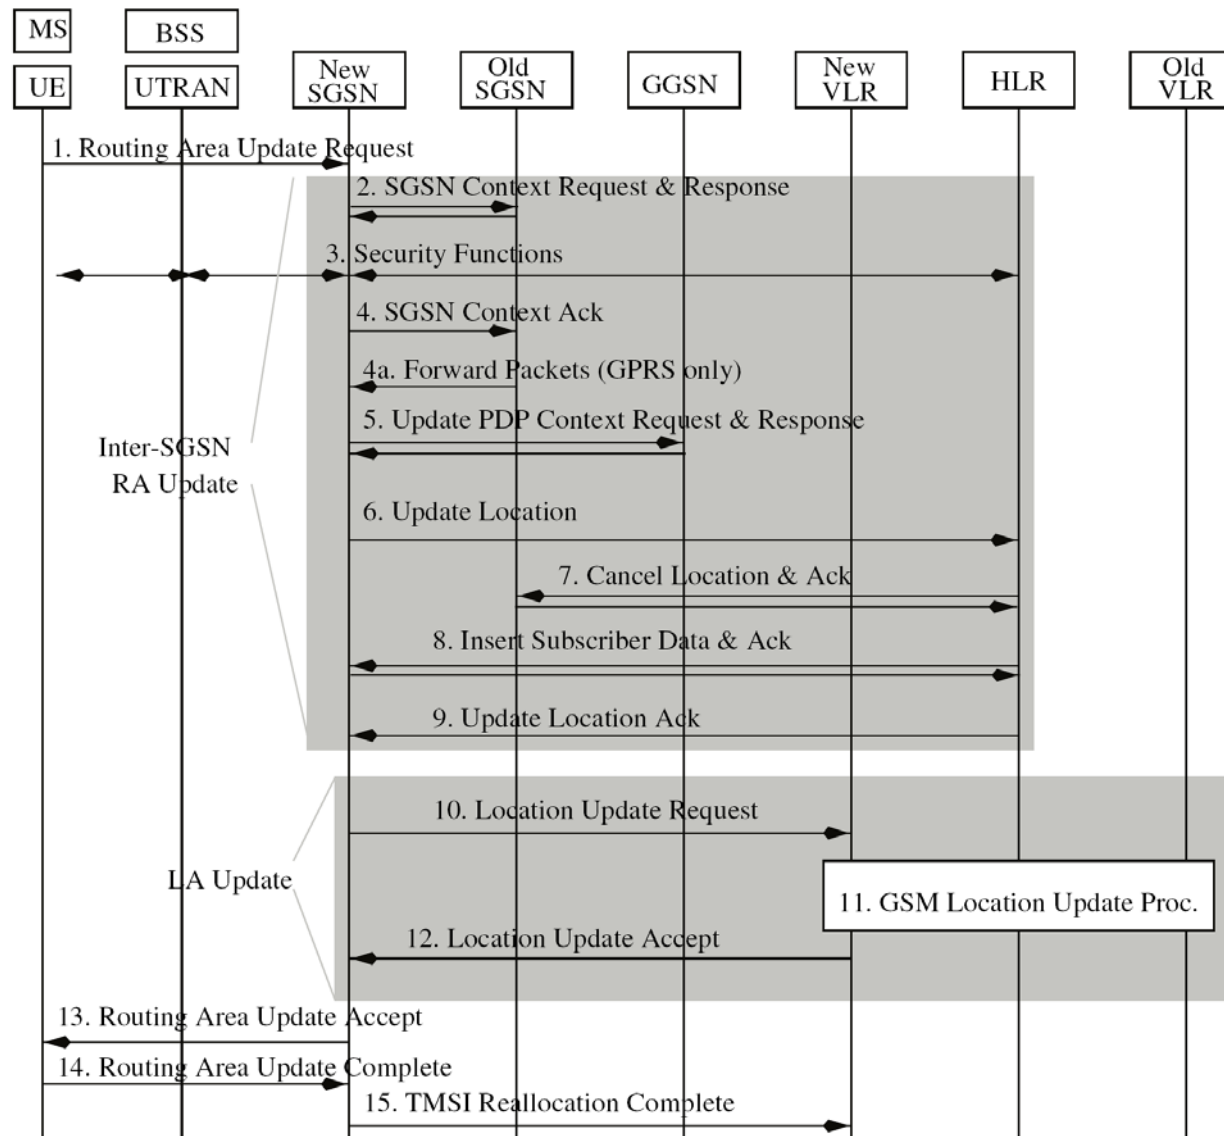 MS
BSS
UE
UTRAN
New
SGSN
Old
SGSN
GGSN
New
VLR
HLR
Old
VLR
1. Routing Area Update Request
2. SGSN Context Request & Response
3. Security Functions
4. SGSN Context Ack
4a. Forward Packets (GPRS only)
5. Update PDP Context Request & Response
Inter-SGSN
RA Update
6. Update Location
7. Cancel Location & Ack
8. Insert Subscriber Data & Ack
9. Update Location Ack
10. Location Update Request
LA Update
11. GSM Location Update Proc.
12. Location Update Accept
13. Routing Area Update Accept
14. Routing Area Update Complete
15. TMSI Reallocation Complete